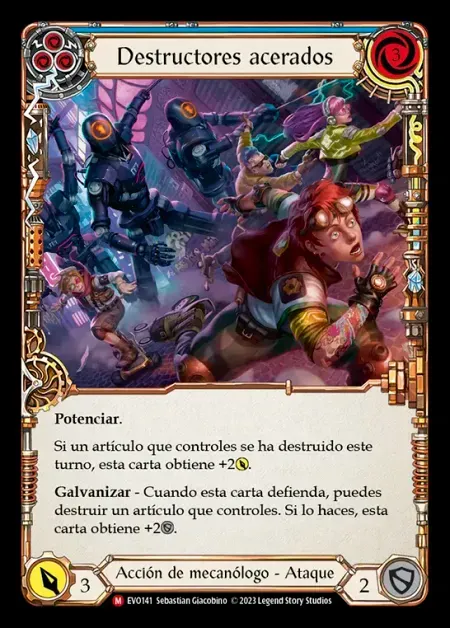 Destructores acerados
3
Potenciar.
Si un artículo que controles se ha destruido este
turno, esta carta obtiene +2.
Galvanizar - Cuando esta carta defienda, puedes
destruir un artículo que controles. Si lo haces, esta
carta obtiene +2.
3
Acción de mecanólogo - Ataque
2
M EVO141 Sebastian Giacobino © 2023 Legend Story Studios